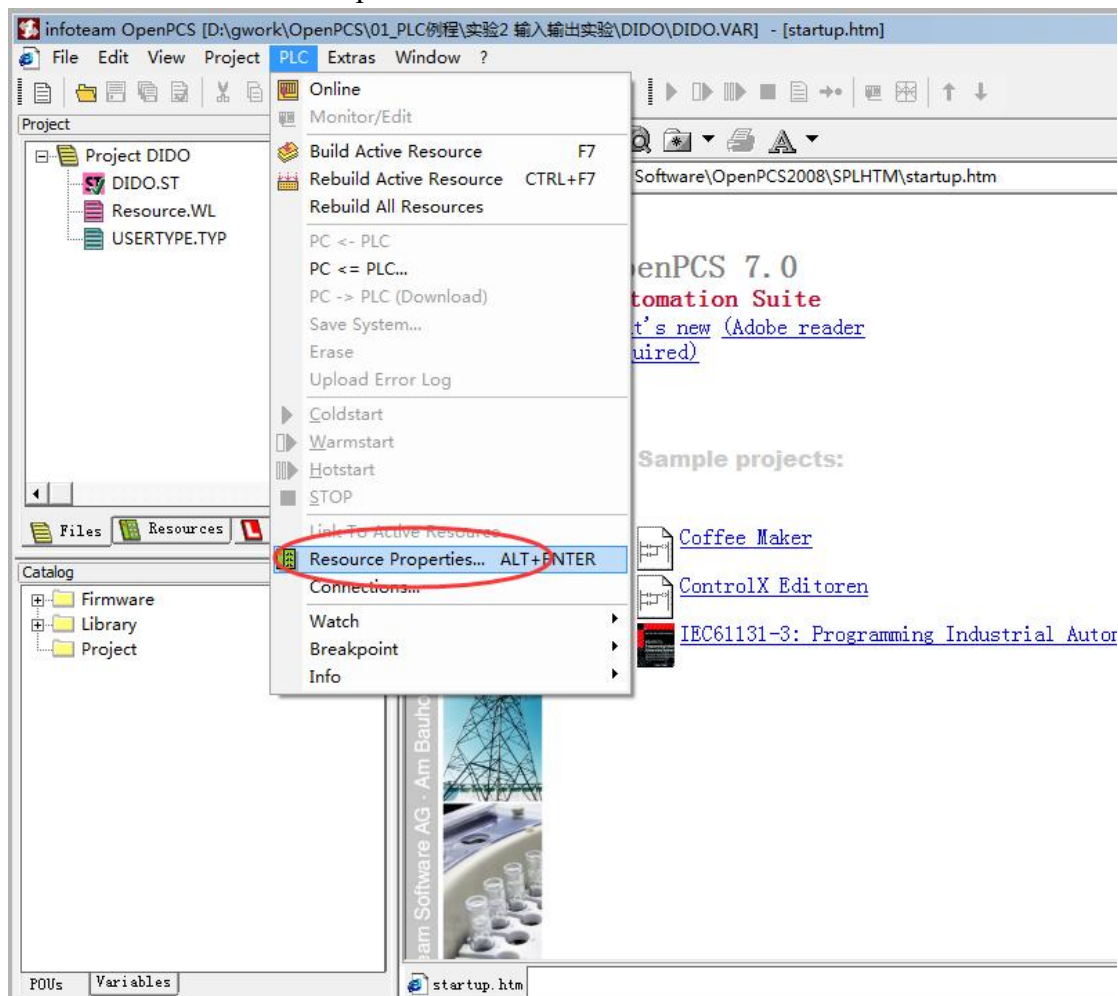 infoteam OpenPCS [D:\gwork\OpenPCS\01_PLC例程\实验2 输入输出实验\DIDO\DIDO.VAR] - [startup.htm]
File Edit View Project PLC Extras Window ?
Project
Project DIDO
DIDO.ST
Resource.WL
USERTYPE.TYP
Files Resources
Catalog
Firmware
Library
Project
POUs Variables
Online
Monitor/Edit
Build Active Resource F7
Rebuild Active Resource CTRL+F7
Rebuild All Resources
PC <- PLC
PC <= PLC...
PC -> PLC (Download)
Save System...
Erase
Upload Error Log
Coldstart
Warmstart
Hotstart
STOP
Link To Active Resource
Resource Properties... ALT+ENTER
Connections...
Watch
Breakpoint
Info
Software\OpenPCS2008\SPLHTM\startup.htm
enPCS 7.0
tomation Suite
t's new (Adobe reader
uired)
Sample projects:
Coffee Maker
ControlX Editoren
IEC61131-3: Programming Industrial Autom
eam Software AG · Am Bauho
startup.htm